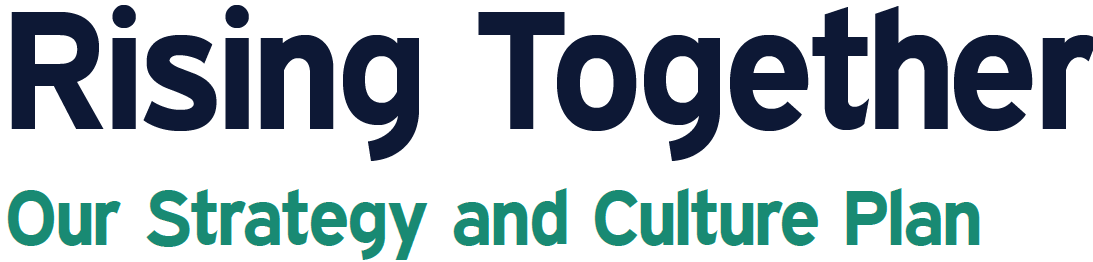 Rising Together
Our Strategy and Culture Plan